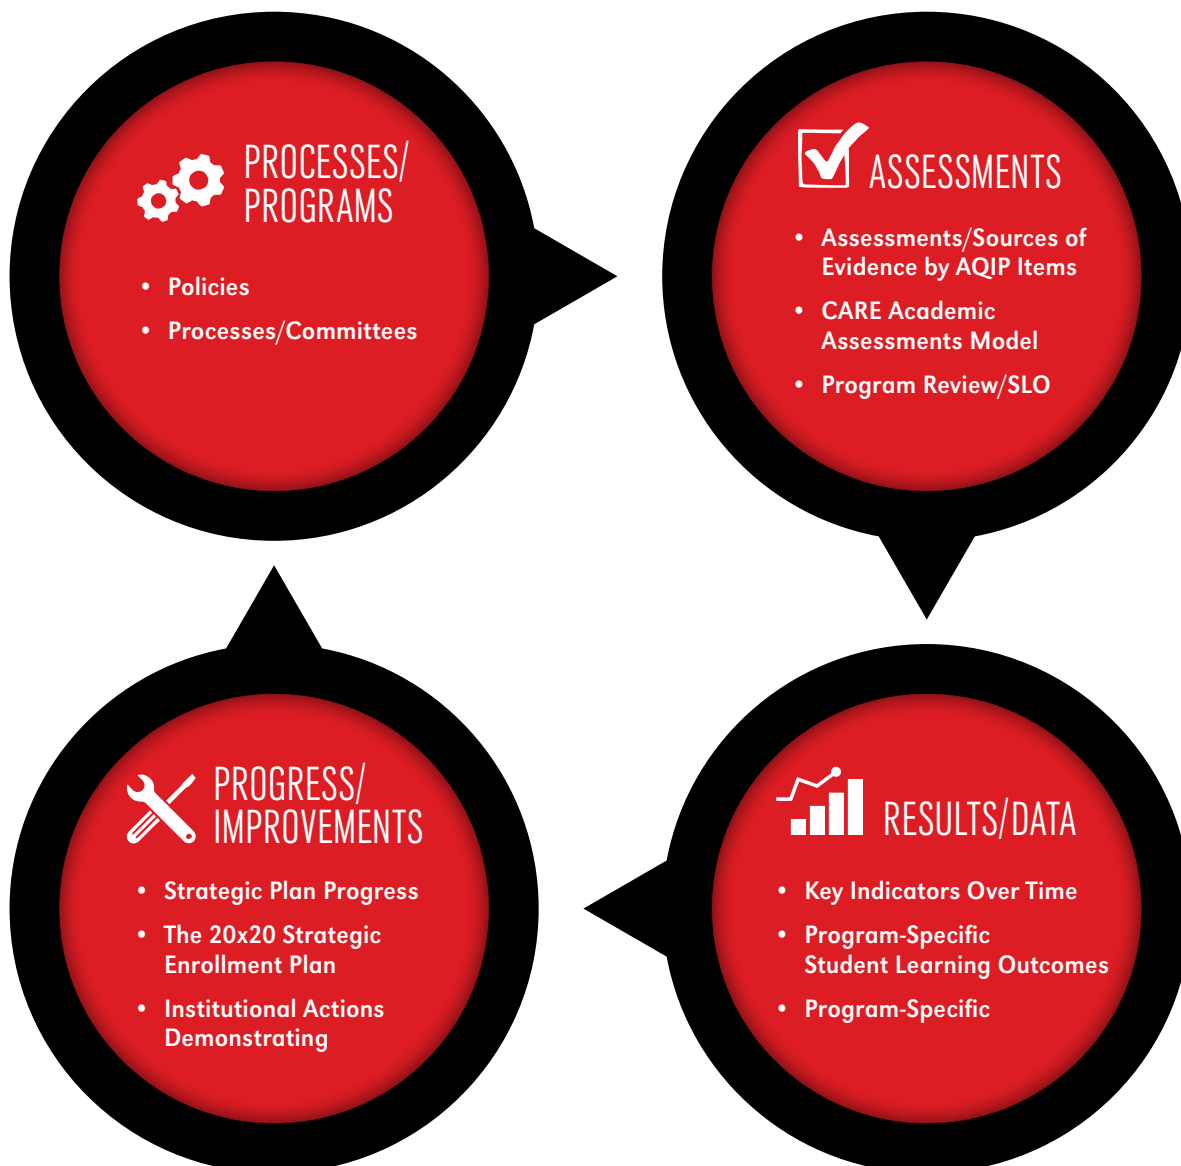 PROCESSES/
PROGRAMS
• Policies
• Processes/Committees
ASSESSMENTS
• Assessments/Sources of
Evidence by AQIP Items
• CARE Academic
Assessments Model
• Program Review/SLO
PROGRESS/
IMPROVEMENTS
• Strategic Plan Progress
• The 20x20 Strategic
Enrollment Plan
• Institutional Actions
Demonstrating
RESULTS/DATA
• Key Indicators Over Time
• Program-Specific
Student Learning Outcomes
• Program-Specific